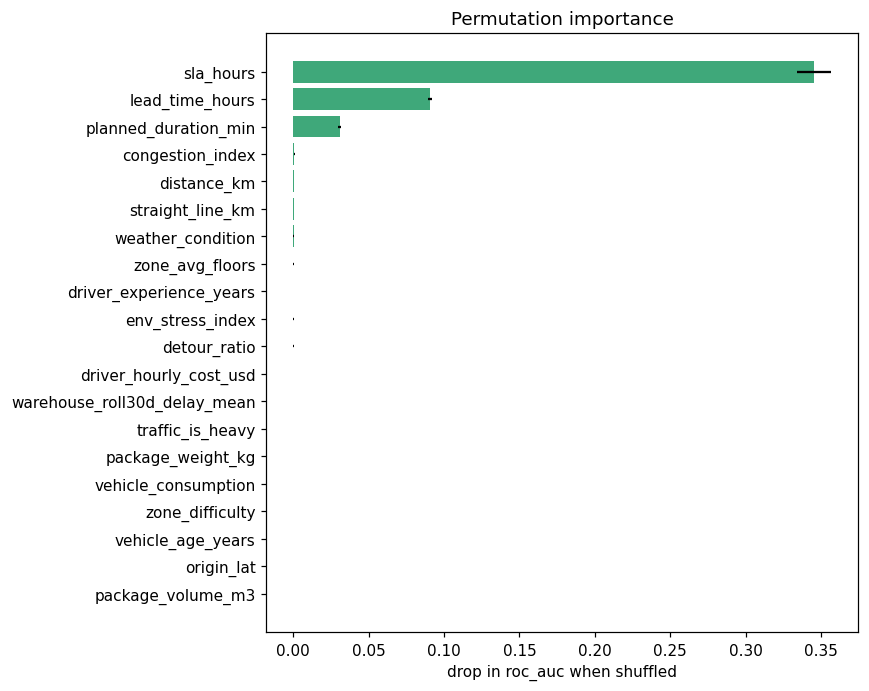 Permutation importance
sla_hours
lead_time_hours
planned_duration_min
congestion_index
distance_km
straight_line_km
weather_condition
zone_avg_floors
driver_experience_years
env_stress_index
detour_ratio
driver_hourly_cost_usd
warehouse_roll30d_delay_mean
traffic_is_heavy
package_weight_kg
vehicle_consumption
zone_difficulty
vehicle_age_years
origin_lat
package_volume_m3
0.00 0.05 0.10 0.15 0.20 0.25 0.30 0.35
drop in roc_auc when shuffled